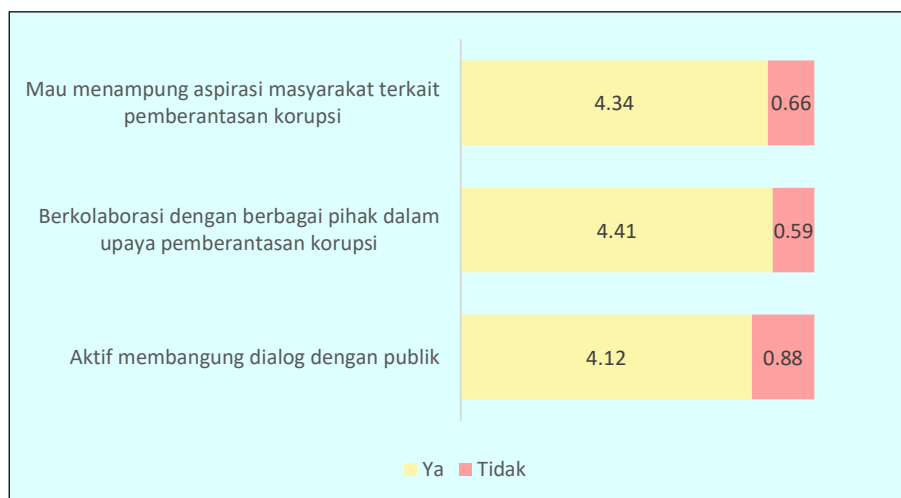 Mau menampung aspirasi masyarakat terkait
pemberantasan korupsi
4.34
0.66
Berkolaborasi dengan berbagai pihak dalam
upaya pemberantasan korupsi
4.41
0.59
Aktif membangung dialog dengan publik
4.12
0.88
Ya
Tidak